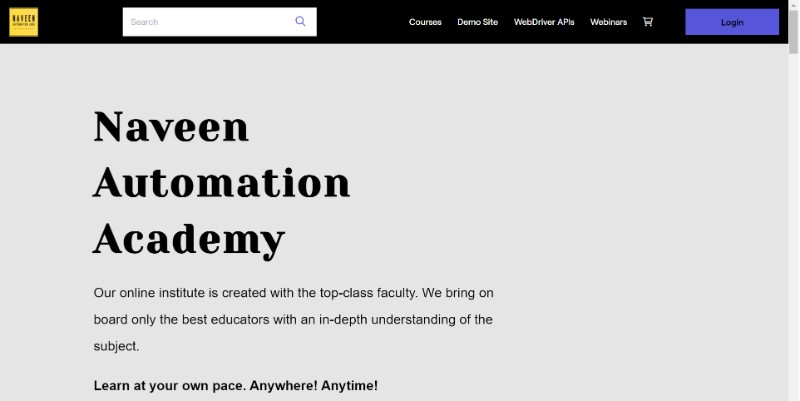 NAVEEN
AUTOMATION LABS
Search
Courses Demo Site WebDriver APIs Webinars
Login
Naveen
Automation
Academy
Our online institute is created with the top-class faculty. We bring on
board only the best educators with an in-depth understanding of the
subject.
Learn at your own pace. Anywhere! Anytime!